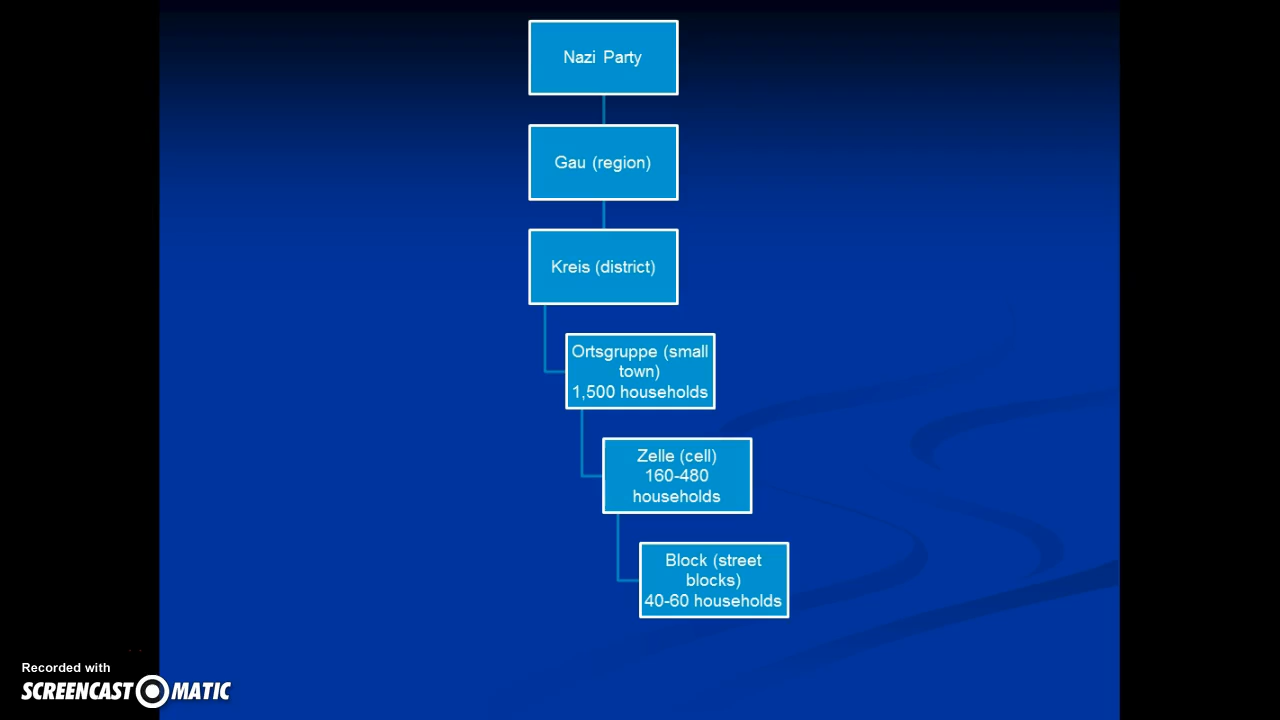 Nazi Party
Gau (region)
Kreis (district)
Ortsgruppe (small
town)
1,500 households
Zelle (cell)
160-480
households
Block (street
blocks)
40-60 households
Recorded with
SCREENCAST MATIC